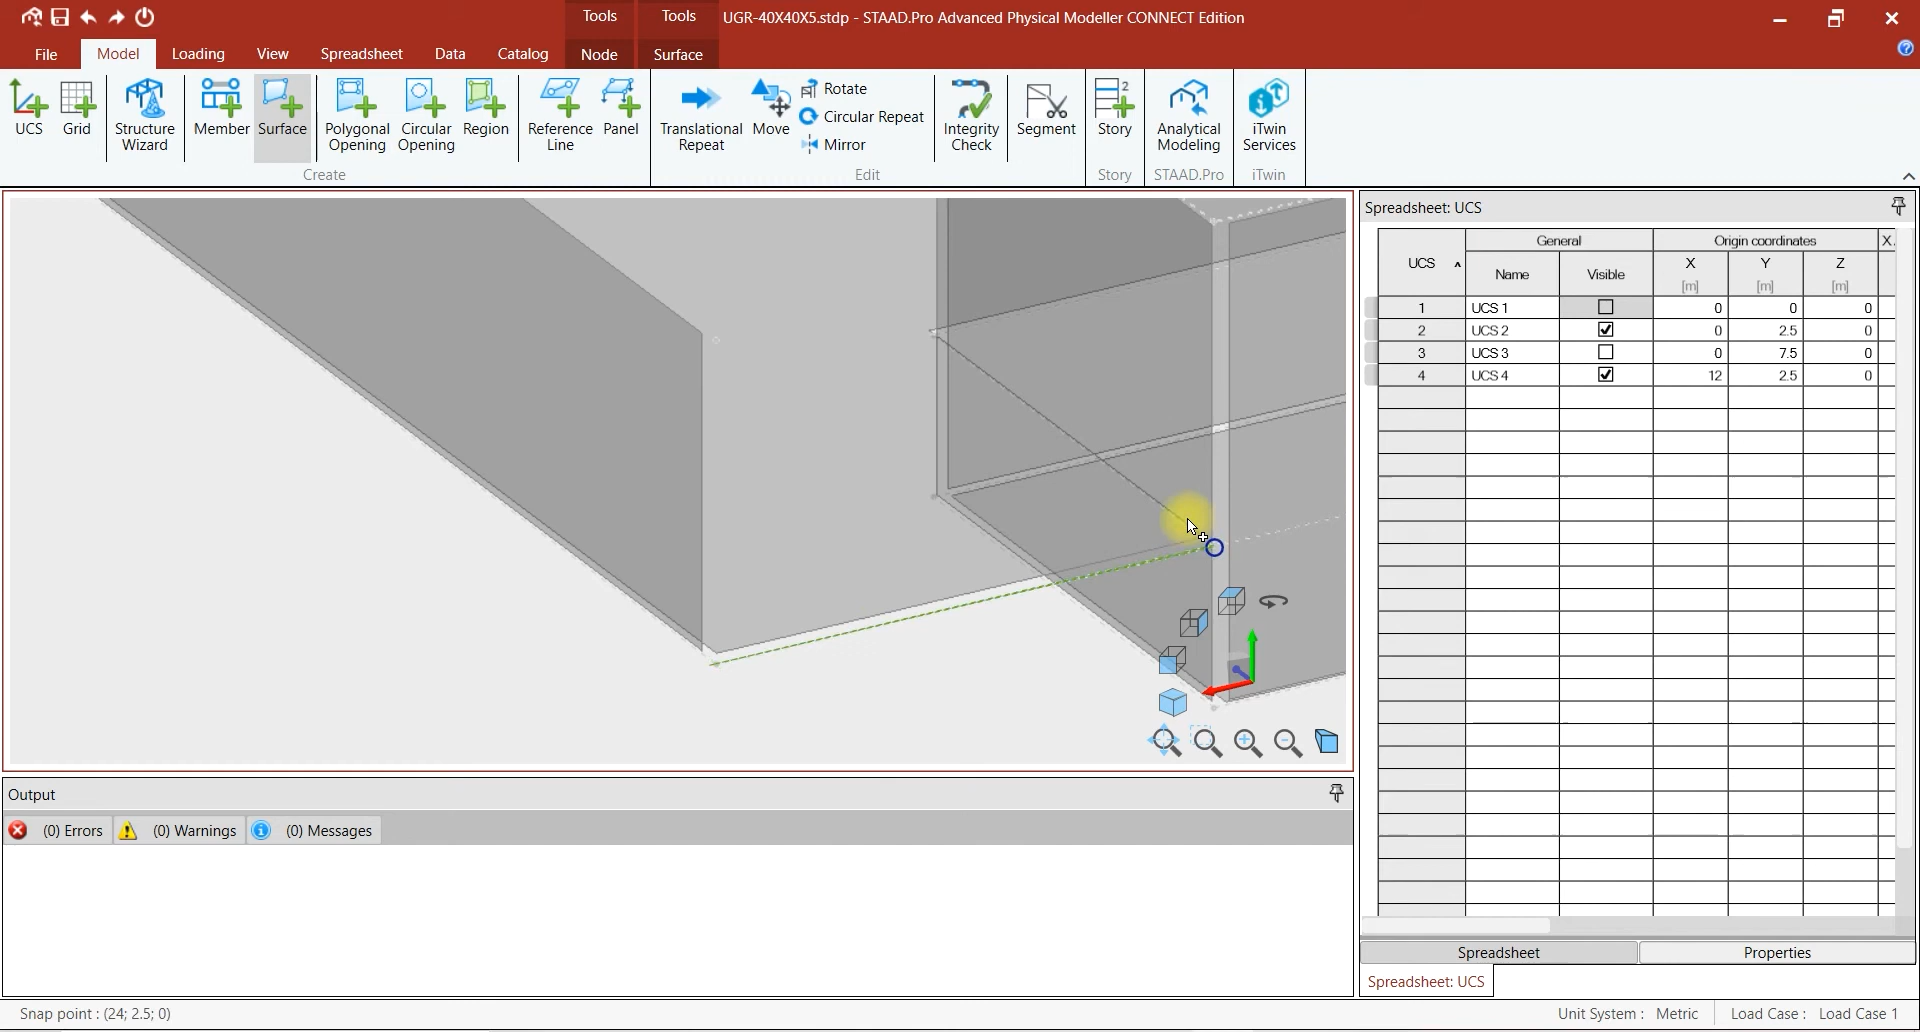 Tools
Tools
UGR-40X40X5.stdp - STAAD.Pro Advanced Physical Modeller CONNECT Edition
File
Model
Loading
View
Spreadsheet
Data
Catalog
Node
Surface
UCS
Grid
Structure
Wizard
Member
Surface
Polygonal
Opening
Circular
Opening
Region
Reference
Line
Panel
Translational
Repeat
Move
Rotate
Circular Repeat
Mirror
Integrity
Check
Segment
2
Story
Analytical
Modeling
iTwin
Services
Create
Edit
Story
STAAD.Pro
iTwin
Spreadsheet: UCS
UCS
General
Origin coordinates
X.
Name
Visible
X
[m]
Y
[m]
Z
[m]
1 UCS 1 0 0 0
2 UCS 2 0 2.5 0
3 UCS 3 0 7.5 0
4 UCS 4 12 2.5 0
Output
(0) Errors
(0) Warnings
(0) Messages
Spreadsheet
Properties
Spreadsheet: UCS
Snap point : (24; 2.5; 0)
Unit System : Metric
Load Case : Load Case 1